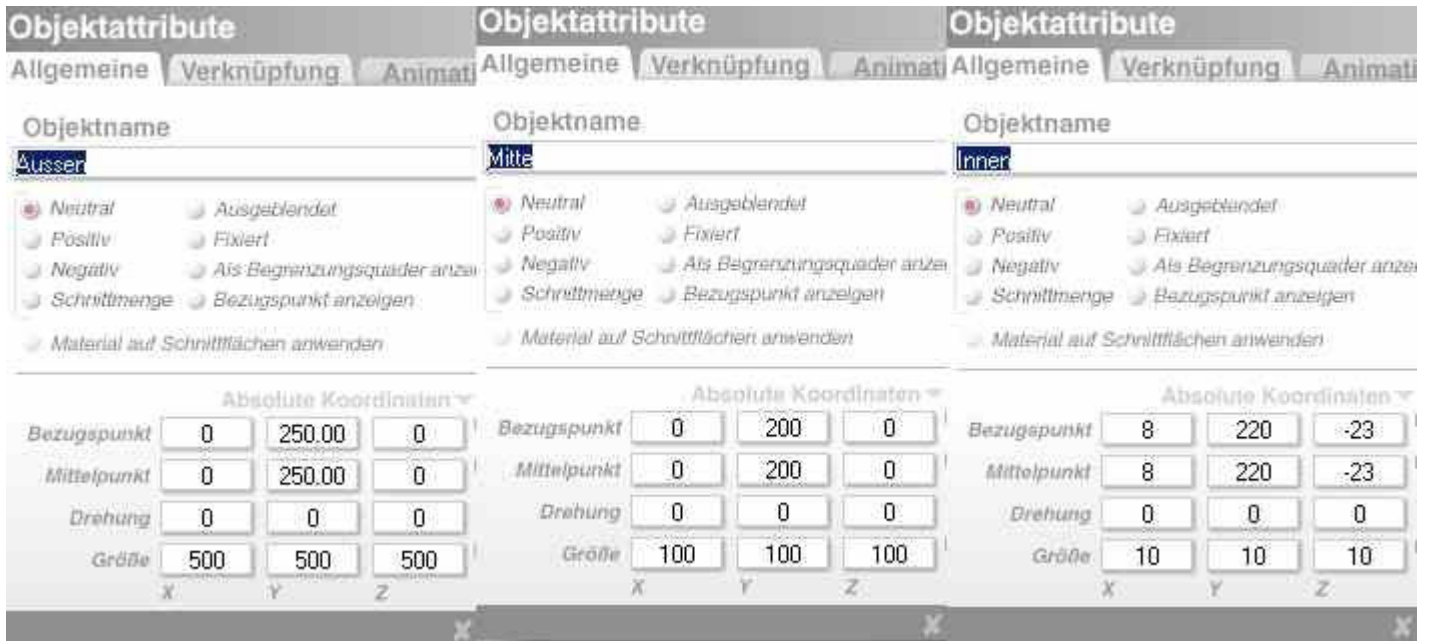 Objektattribute
Allgemeine Verknüpfung Animati
Objektname
Aussen
Neutral Ausgeblendet
Positiv Fixiert
Negativ Als Begrenzungsquader anzei
Schnittmenge Bezugspunkt anzeigen
Material auf Schnittflächen anwenden
Absolute Koordinaten
Bezugspunkt 0 250.00 0
Mittelpunkt 0 250.00 0
Drehung 0 0 0
Größe 500 500 500
X Y Z
Objektattribute
Allgemeine Verknüpfung Animati
Objektname
Mitte
Neutral Ausgeblendet
Positiv Fixiert
Negativ Als Begrenzungsquader anzei
Schnittmenge Bezugspunkt anzeigen
Material auf Schnittflächen anwenden
Absolute Koordinaten
Bezugspunkt 0 200 0
Mittelpunkt 0 200 0
Drehung 0 0 0
Größe 100 100 100
X Y Z
Objektattribute
Allgemeine Verknüpfung Animati
Objektname
Innen
Neutral Ausgeblendet
Positiv Fixiert
Negativ Als Begrenzungsquader anzei
Schnittmenge Bezugspunkt anzeigen
Material auf Schnittflächen anwenden
Absolute Koordinaten
Bezugspunkt 8 220 -23
Mittelpunkt 8 220 -23
Drehung 0 0 0
Größe 10 10 10
X Y Z